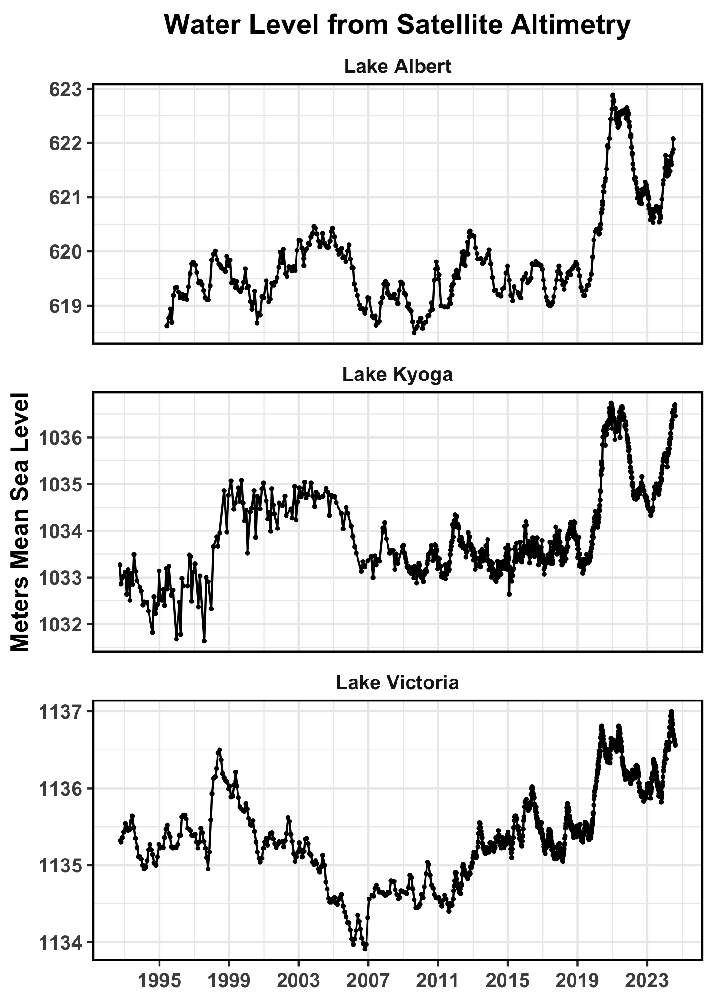 Water Level from Satellite Altimetry
Lake Albert
623
622
621
620
619
Lake Kyoga
Meters Mean Sea Level
1036
1035
1034
1033
1032
Lake Victoria
1137
1136
1135
1134
1995 1999 2003 2007 2011 2015 2019 2023